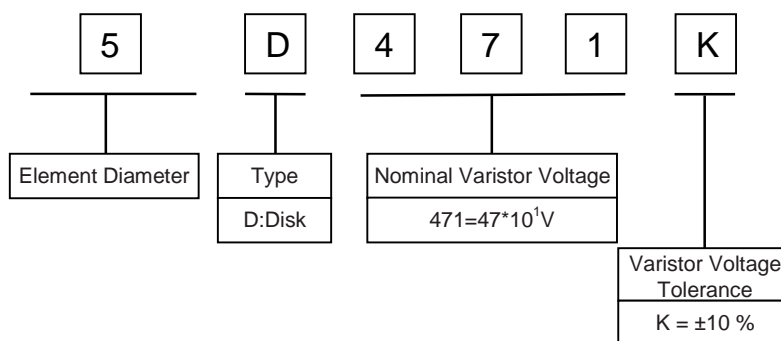 5 D 4 7 1 K
Element Diameter
Type
D:Disk
Nominal Varistor Voltage
471=47*10¹V
Varistor Voltage
Tolerance
K = ±10 %